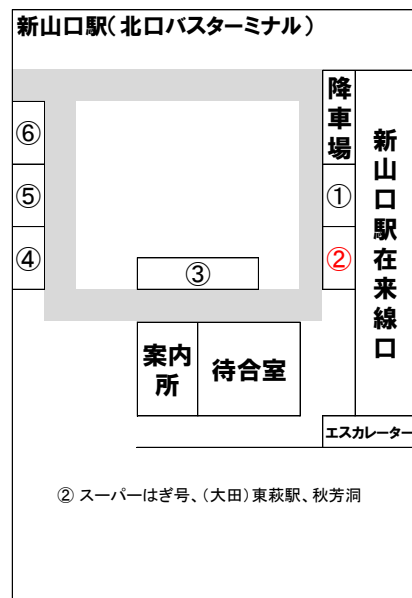 新山口駅(北口バスターミナル)
降車場
新山口駅在来線口
⑥
⑤
④
①
②
③
案内所
待合室
エスカレーター
② スーパーはぎ号、(大田)東萩駅、秋芳洞